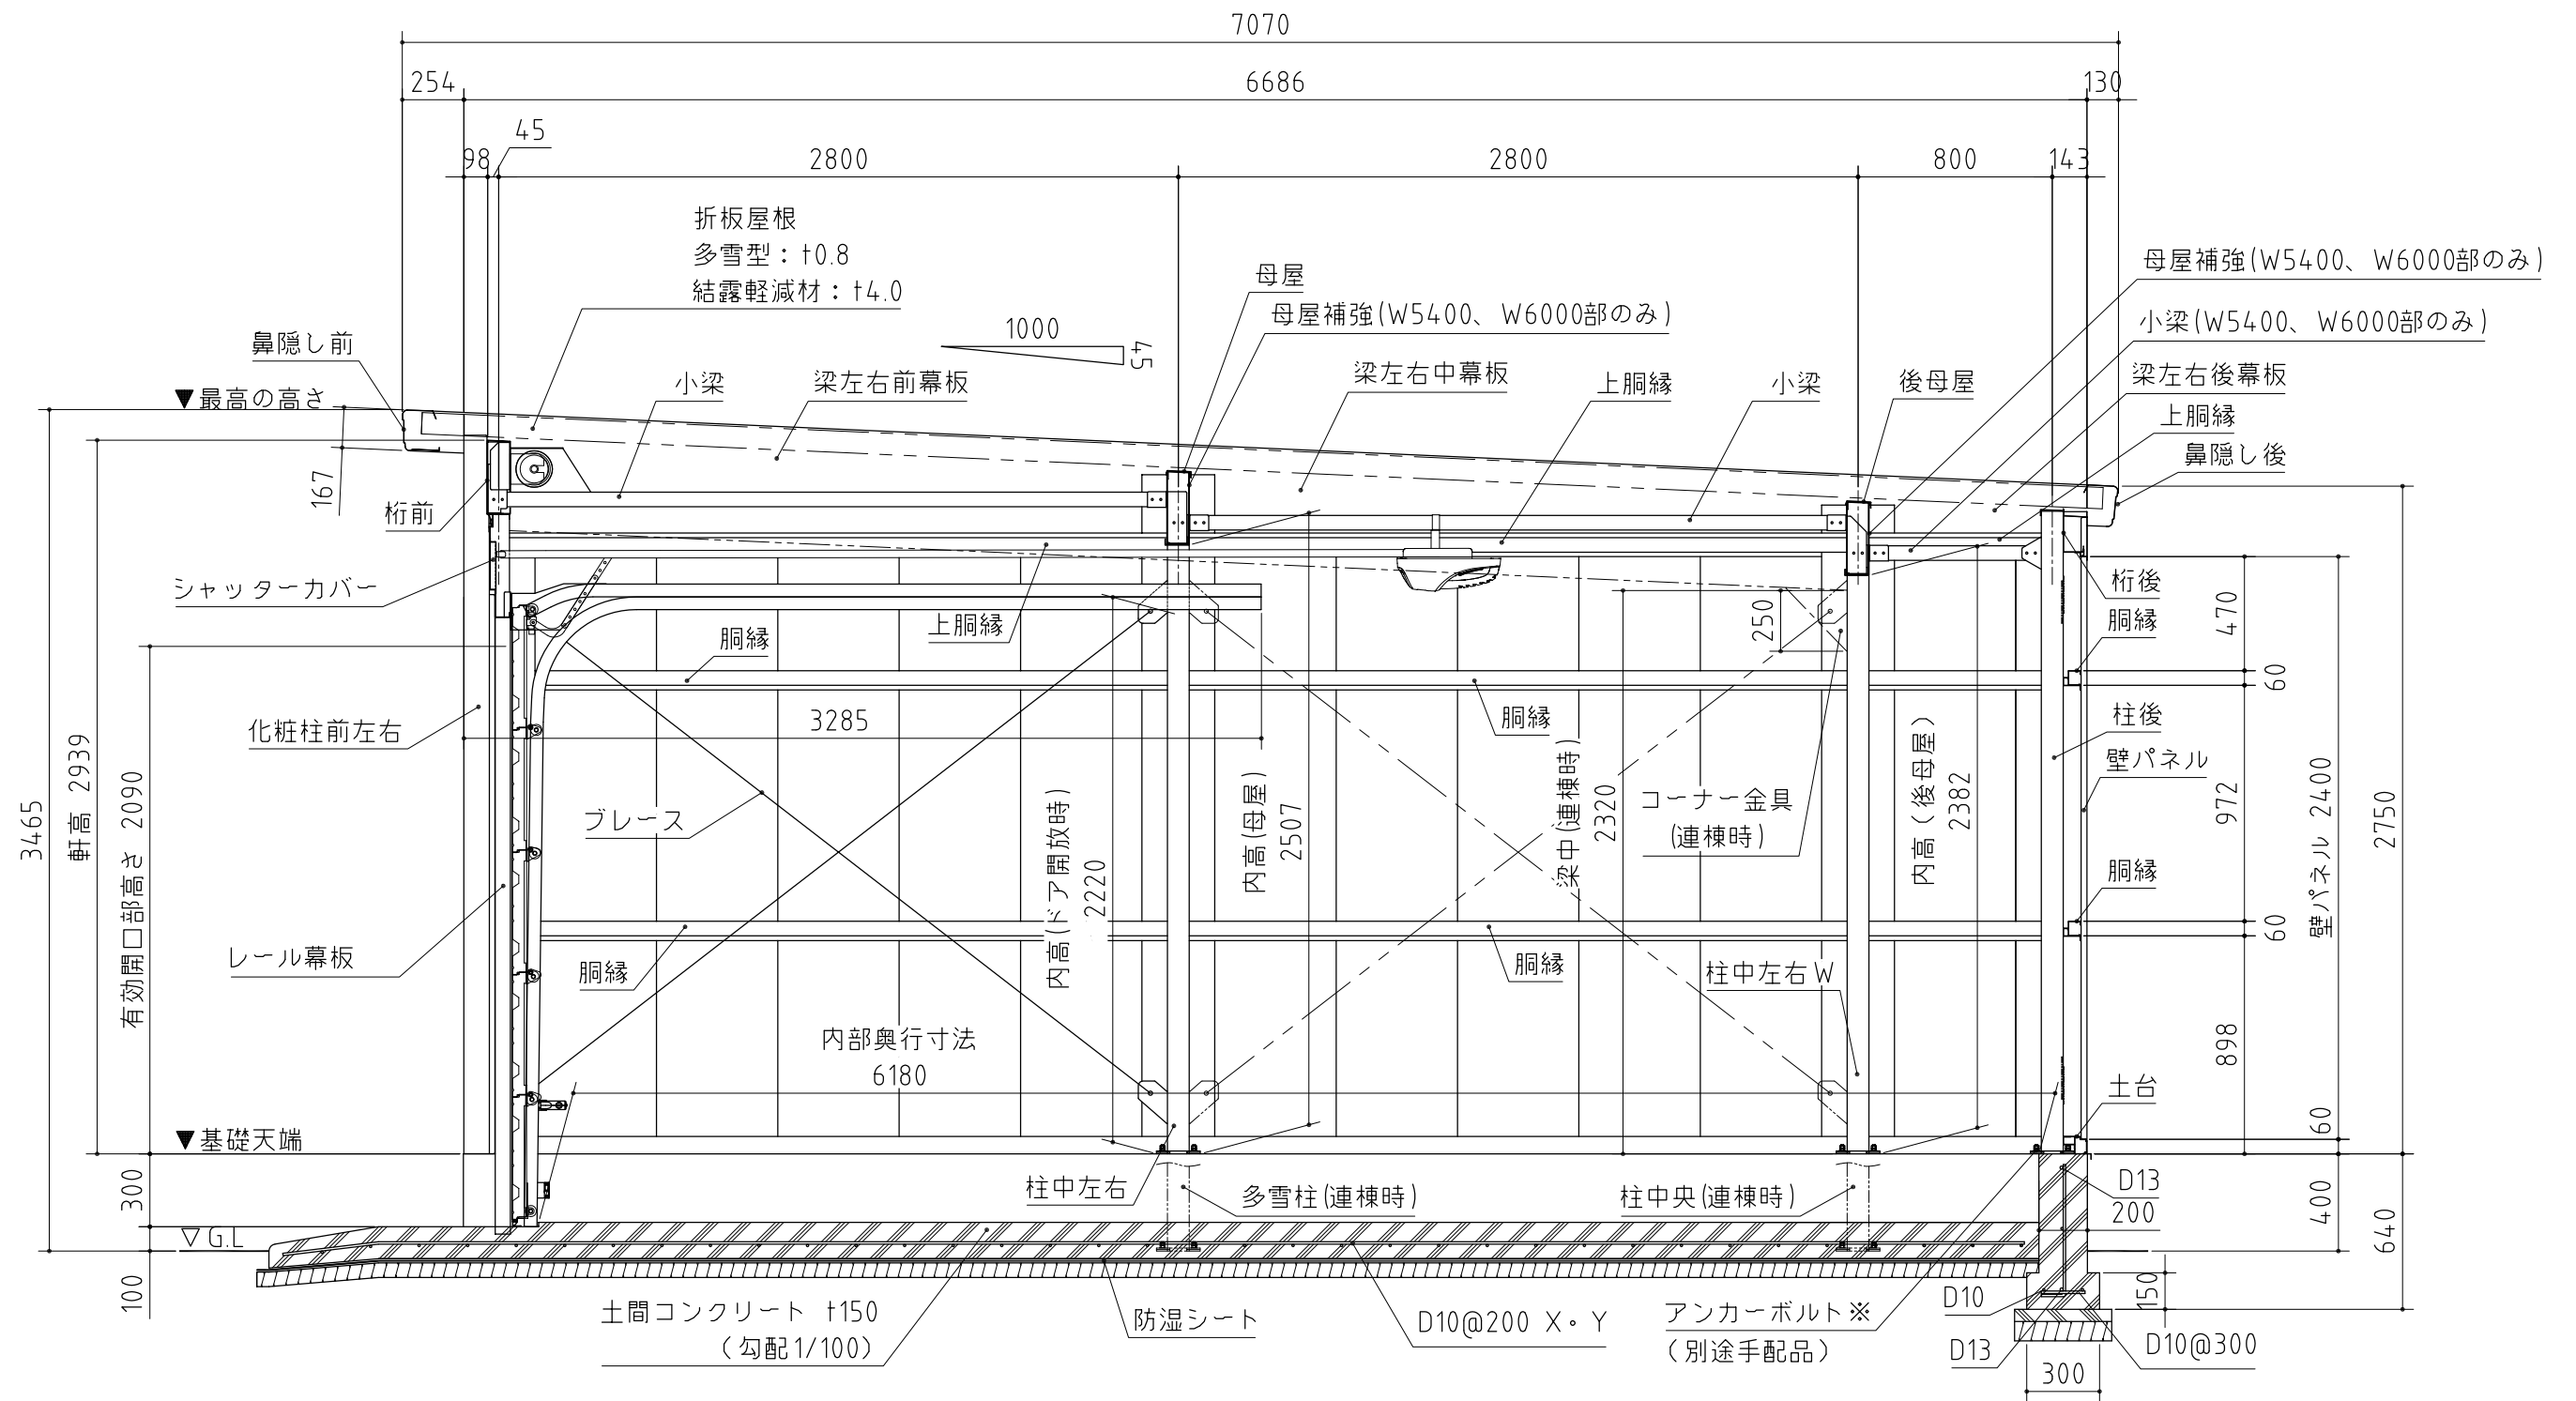 7070
254
6686
130
45
98
2800
2800
800
143
折板屋根
多雪型：t0.8
結露軽減材：t4.0
母屋
母屋補強(W5400、W6000部のみ)
母屋補強(W5400、W6000部のみ)
小梁(W5400、W6000部のみ)
1000
45
鼻隠し前
小梁
梁左右前幕板
梁左右中幕板
上胴縁
小梁
後母屋
梁左右後幕板
上胴縁
鼻隠し後
▼最高の高さ
167
桁前
シャッターカバー
上胴縁
胴縁
250
桁後
胴縁
470
60
3285
胴縁
化粧柱前左右
柱後
壁パネル
3465
軒高 2939
有効開口部高さ 2090
ブレース
内高(ドア開放時)
2220
内高(母屋)
2507
梁中(連棟時)
2320
コーナー金具
(連棟時)
内高（後母屋）
2382
972
壁パネル 2400
2750
胴縁
60
レール幕板
胴縁
胴縁
柱中左右W
内部奥行寸法
6180
898
土台
60
▼基礎天端
300
柱中左右
多雪柱(連棟時)
柱中央(連棟時)
D13
200
400
640
▽G.L
100
土間コンクリート t150
（勾配1/100）
防湿シート
D10@200 X・Y
アンカーボルト※
（別途手配品）
D10
150
D13
D10@300
300